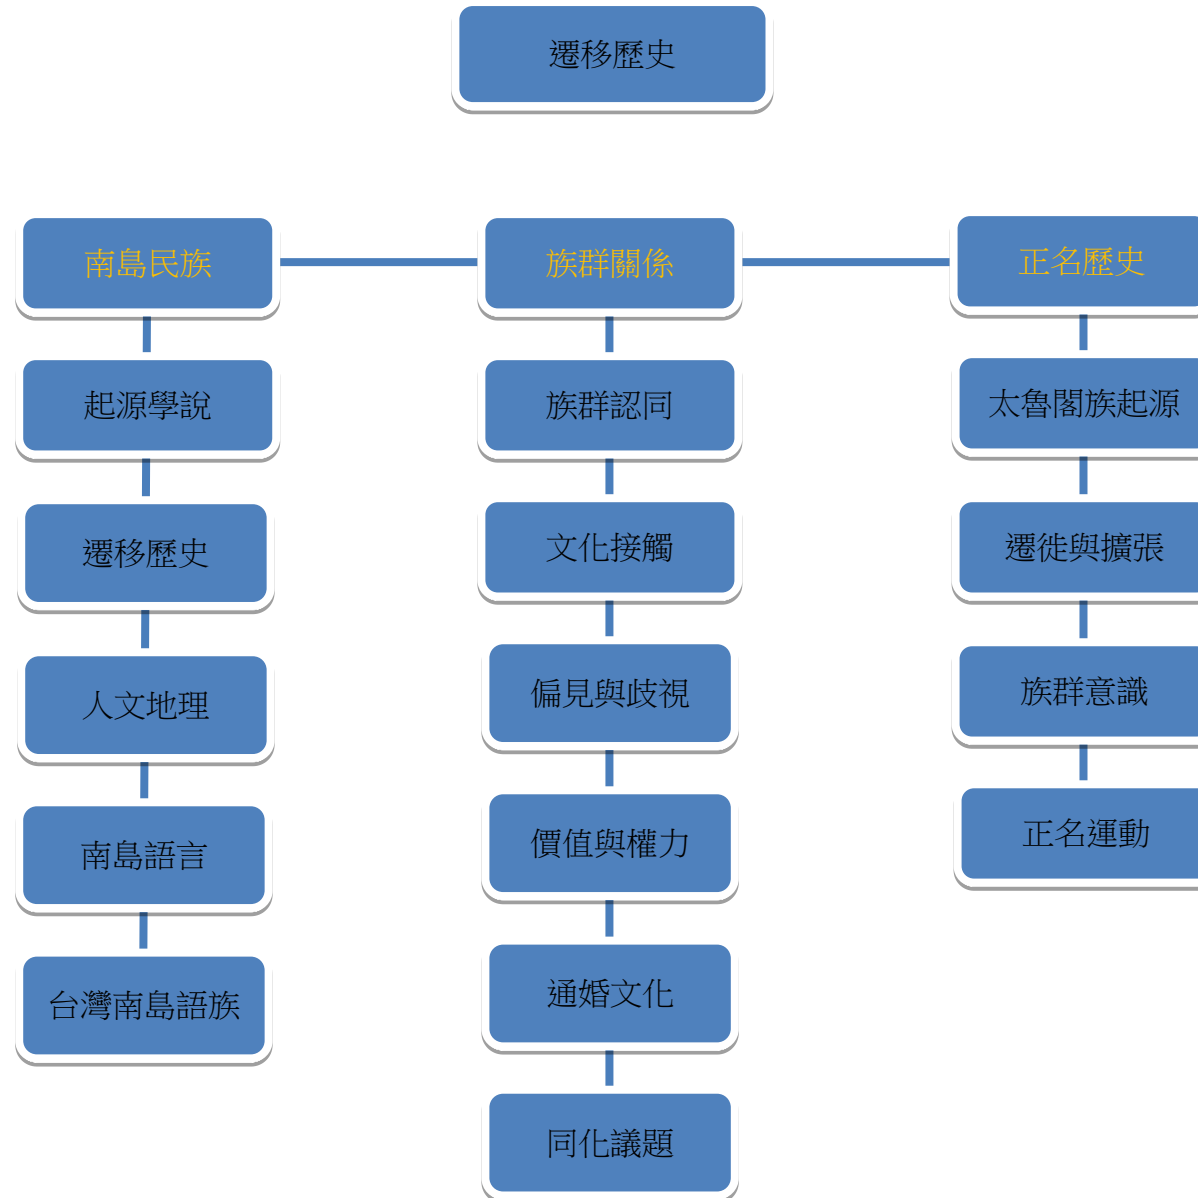 遷移歷史
南島民族
族群關係
正名歷史
起源學說
族群認同
太魯閣族起源
遷移歷史
文化接觸
遷徙與擴張
人文地理
偏見與歧視
族群意識
南島語言
價值與權力
正名運動
台灣南島語族
通婚文化
同化議題